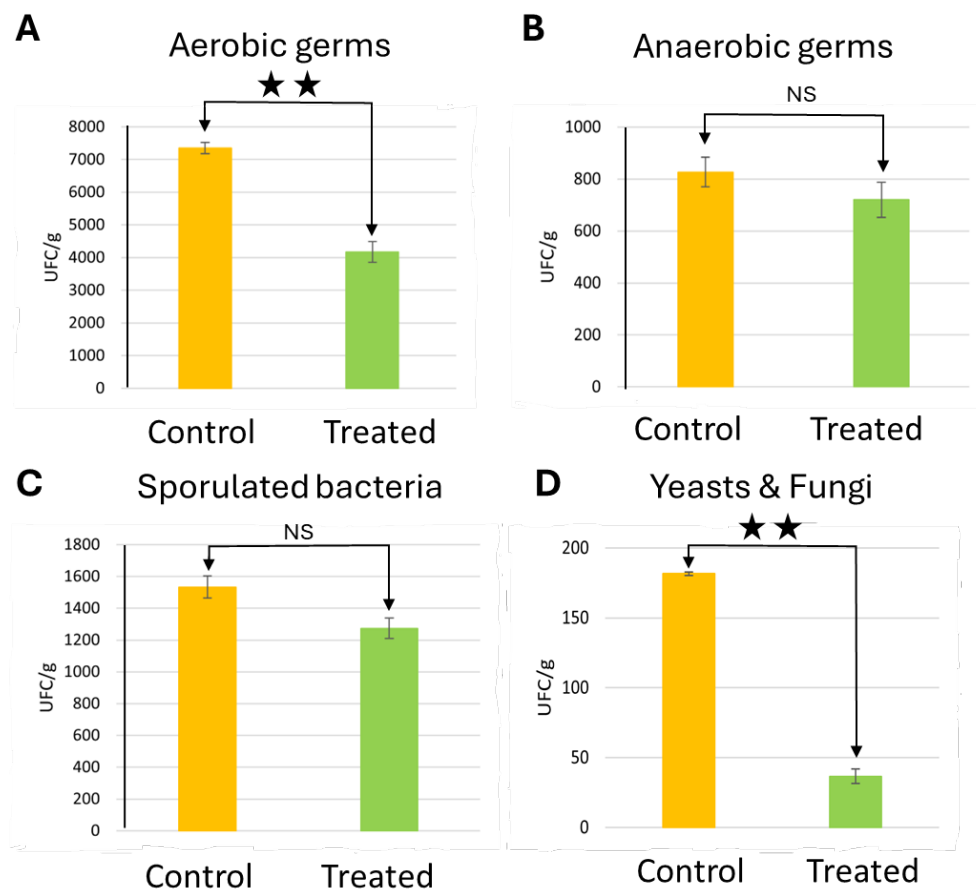 A
Aerobic germs
★ ★
8000
7000
6000
5000
4000
3000
2000
1000
0
UFC/g
Control Treated
B
Anaerobic germs
NS
1000
800
600
400
200
0
UFC/g
Control Treated
C
Sporulated bacteria
NS
1800
1600
1400
1200
1000
800
600
400
200
0
UFC/g
Control Treated
D
Yeasts & Fungi
★ ★
200
150
100
50
0
UFC/g
Control Treated